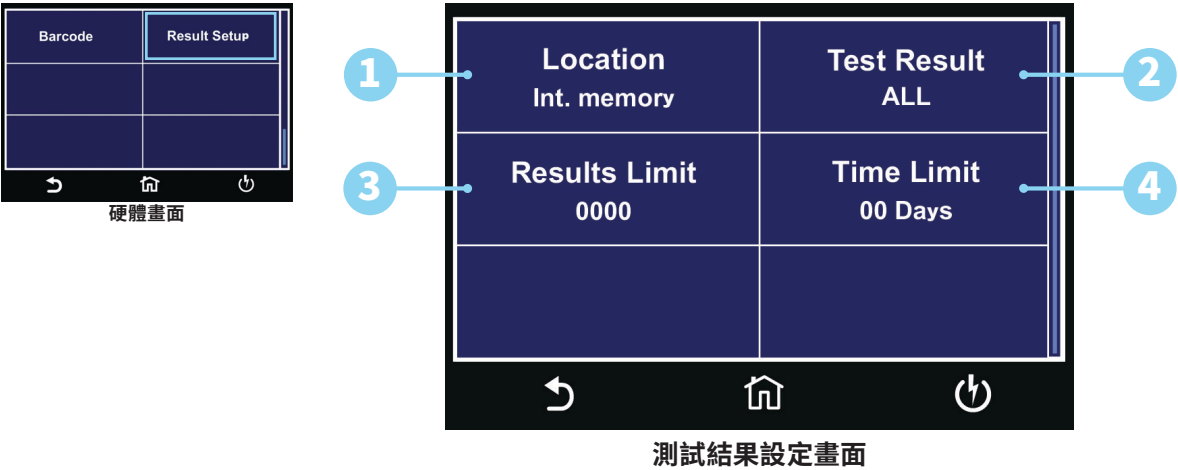 Barcode
Result Setup
硬體畫面
1
Location
Int. memory
2
Test Result
ALL
3
Results Limit
0000
4
Time Limit
00 Days
測試結果設定畫面